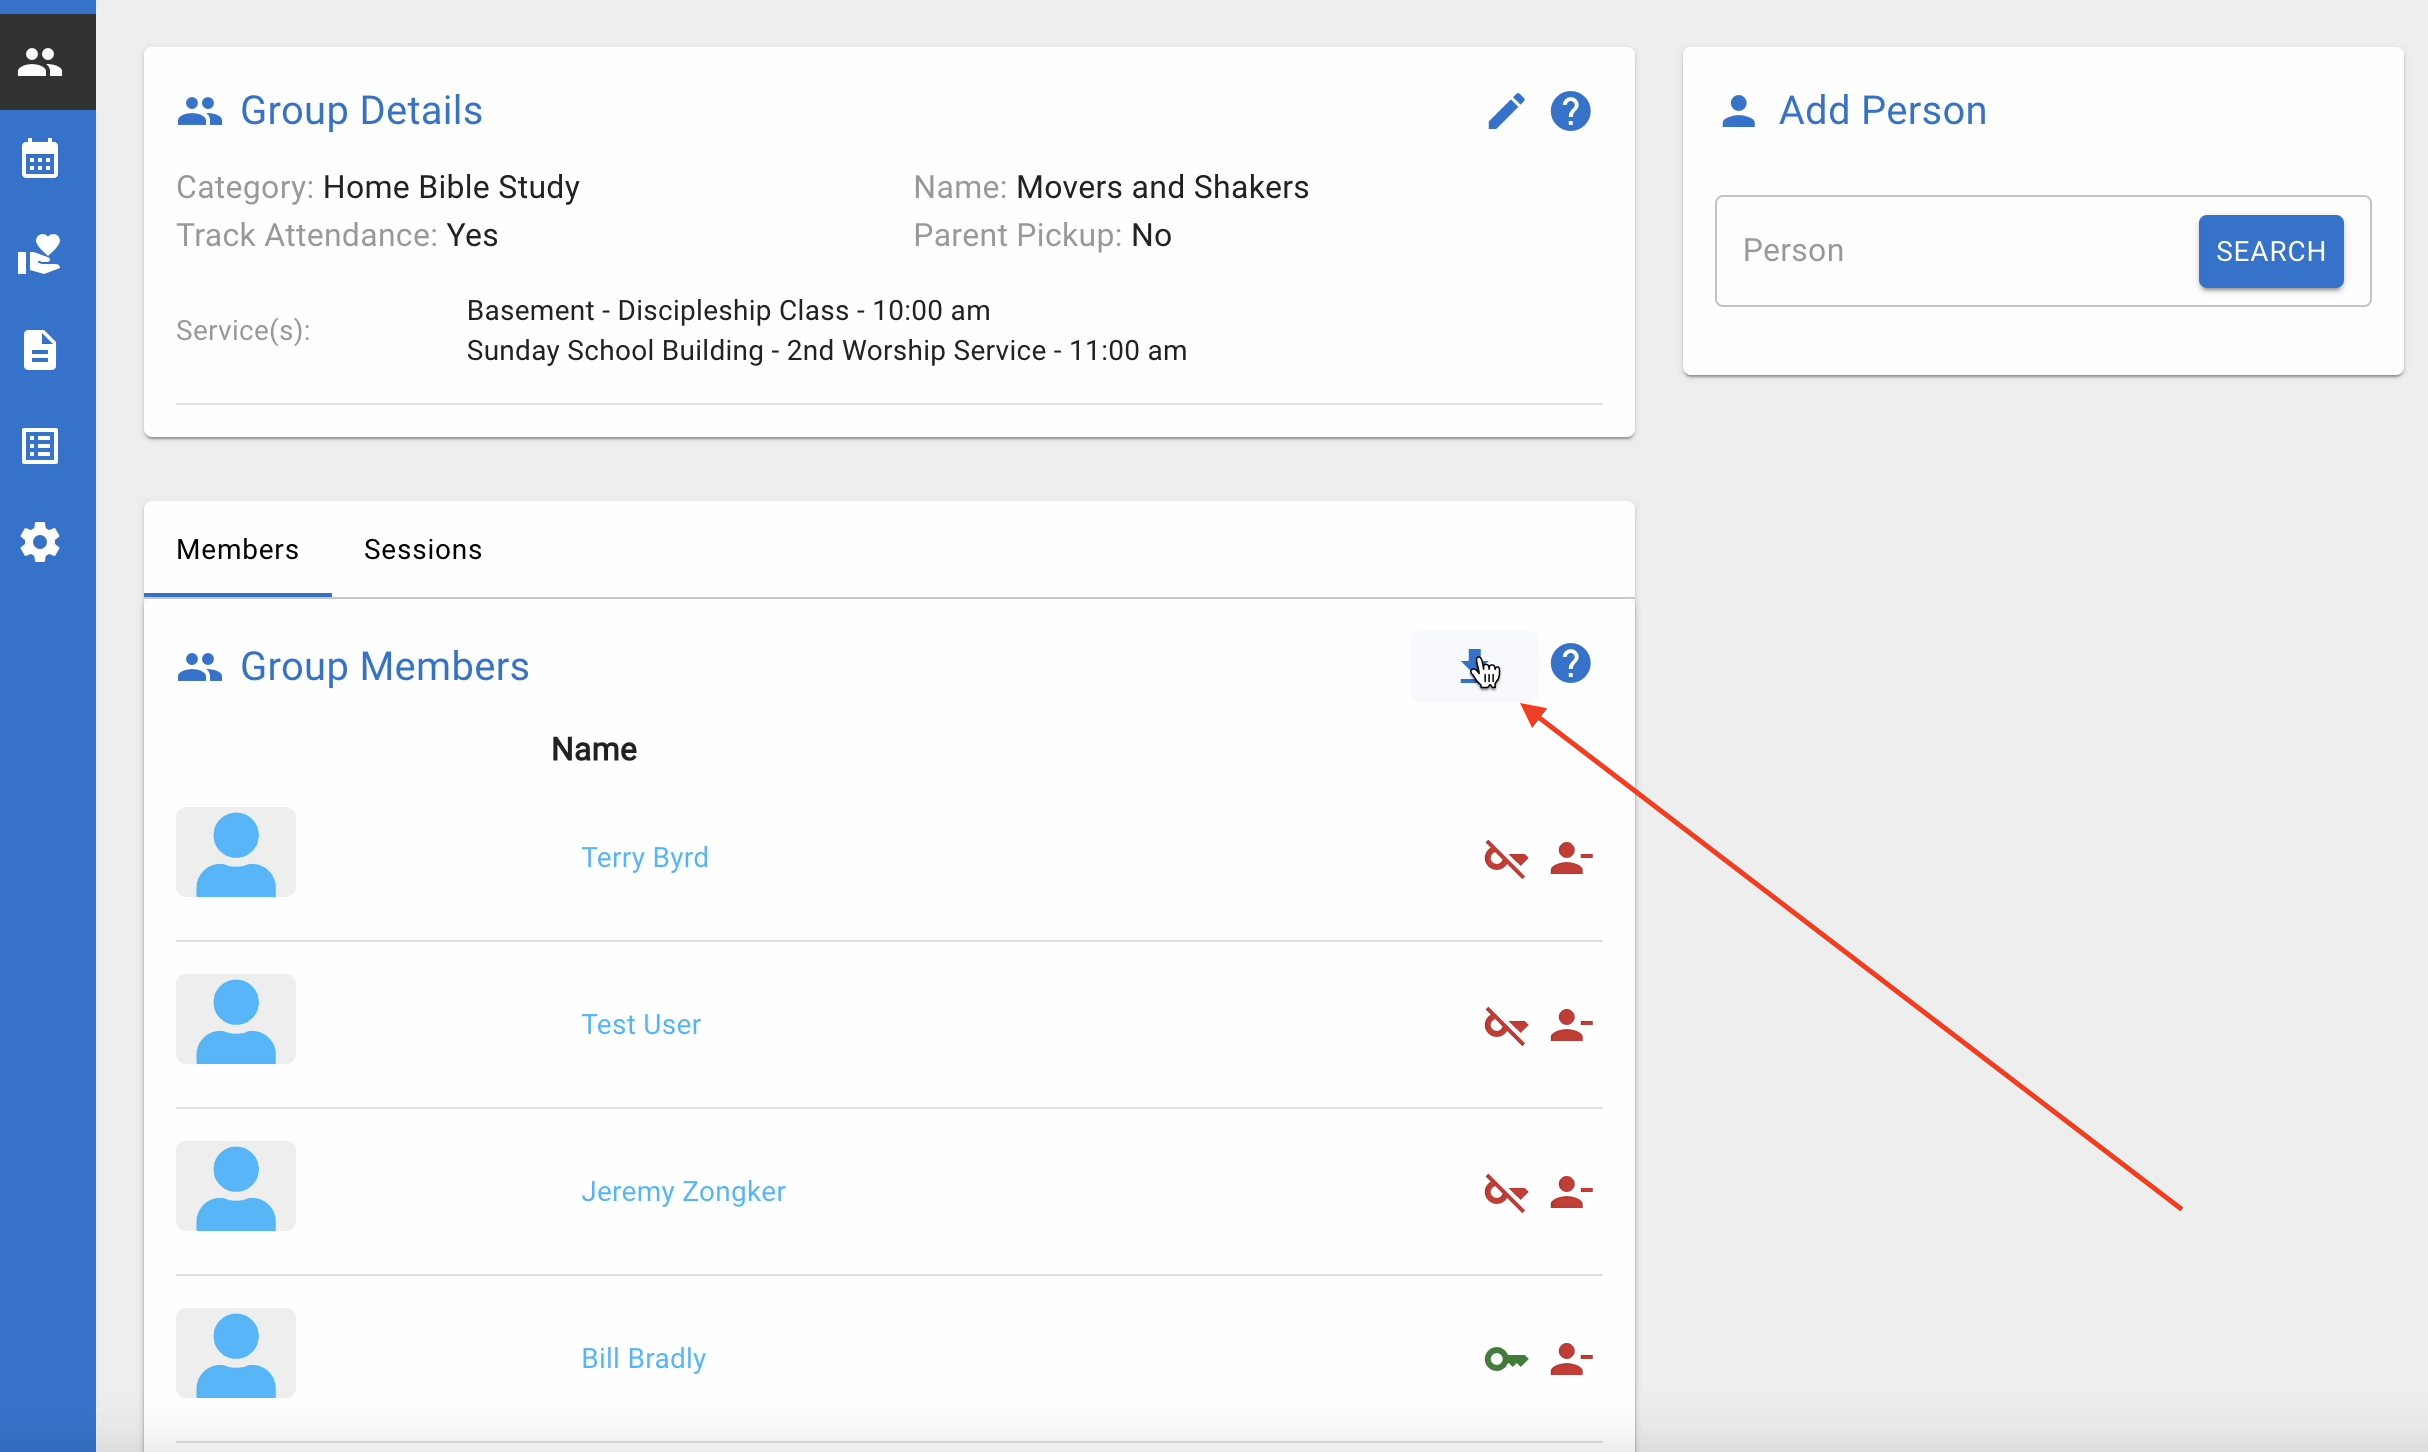 Group Details
Category: Home Bible Study
Name: Movers and Shakers
Track Attendance: Yes
Parent Pickup: No
Service(s):
Basement - Discipleship Class - 10:00 am
Sunday School Building - 2nd Worship Service - 11:00 am
Add Person
Person
SEARCH
Members
Sessions
Group Members
Name
Terry Byrd
Test User
Jeremy Zongker
Bill Bradly